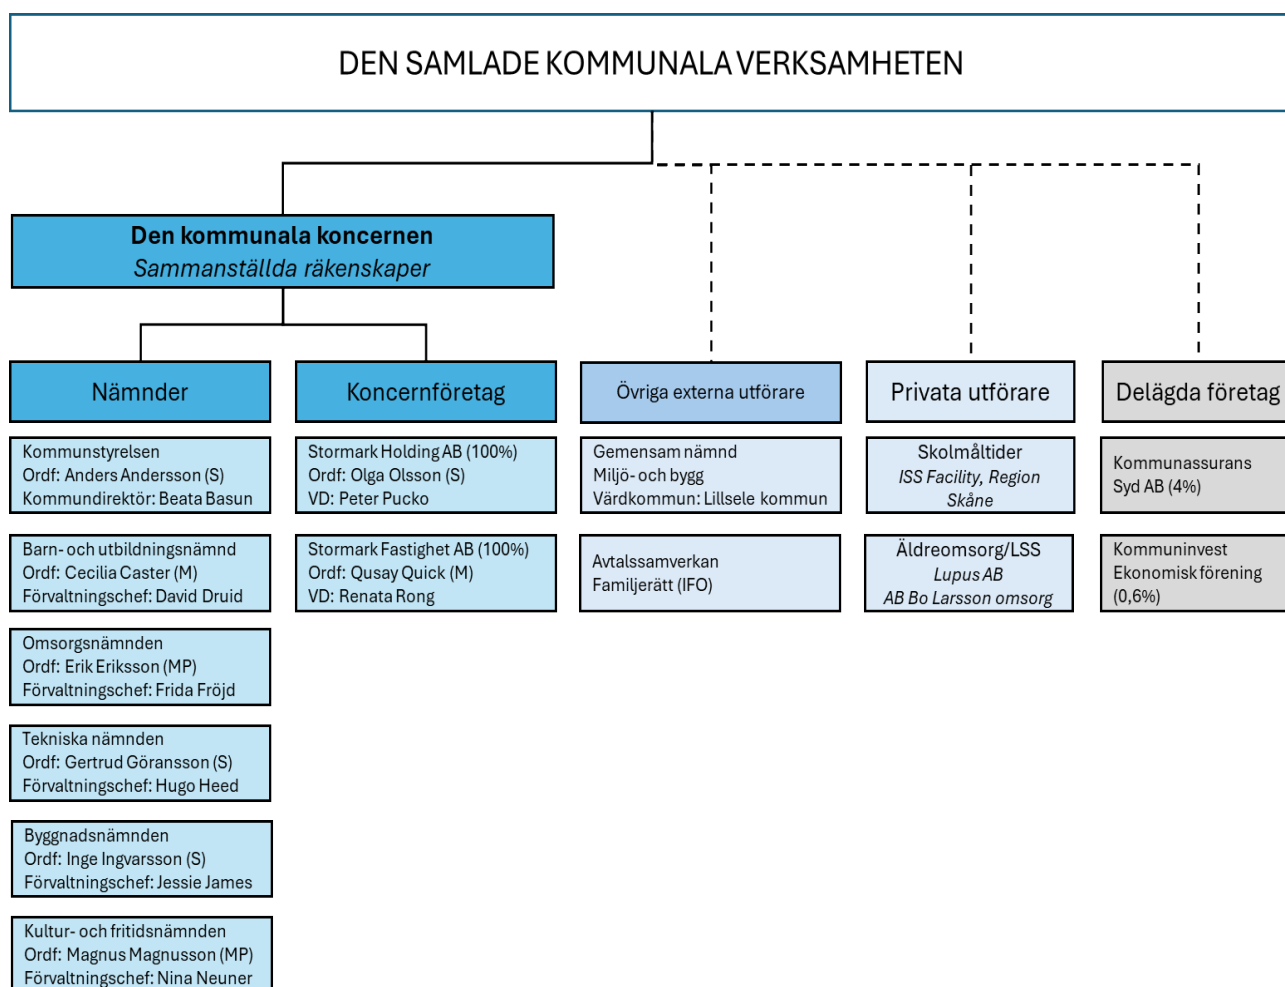 DEN SAMLADE KOMMUNALA VERKSAMHETEN
Den kommunala koncernen
Sammanställda räkenskaper
Nämnder
Kommunstyrelsen
Ordf: Anders Andersson (S)
Kommundirektör: Beata Basun
Barn- och utbildningsnämnd
Ordf: Cecilia Caster (M)
Förvaltningschef: David Druid
Omsorgsnämnden
Ordf: Erik Eriksson (MP)
Förvaltningschef: Frida Fröjd
Tekniska nämnden
Ordf: Gertrud Göransson (S)
Förvaltningschef: Hugo Heed
Byggnadsnämnden
Ordf: Inge Ingvarsson (S)
Förvaltningschef: Jessie James
Kultur- och fritidsnämnden
Ordf: Magnus Magnusson (MP)
Förvaltningschef: Nina Neuner
Koncernföretag
Stormark Holding AB (100%)
Ordf: Olga Olsson (S)
VD: Peter Pucko
Stormark Fastighet AB (100%)
Ordf: Qusay Quick (M)
VD: Renata Rong
Övriga externa utförare
Gemensam nämnd
Miljö- och bygg
Värdkommun: Lillsele kommun
Avtalssamverkan
Familjerätt (IFO)
Privata utförare
Skolmåltider
ISS Facility, Region
Skåne
Äldreomsorg/LSS
Lupus AB
AB Bo Larsson omsorg
Delägda företag
Kommunassurans
Syd AB (4%)
Kommuninvest
Ekonomisk förening
(0,6%)